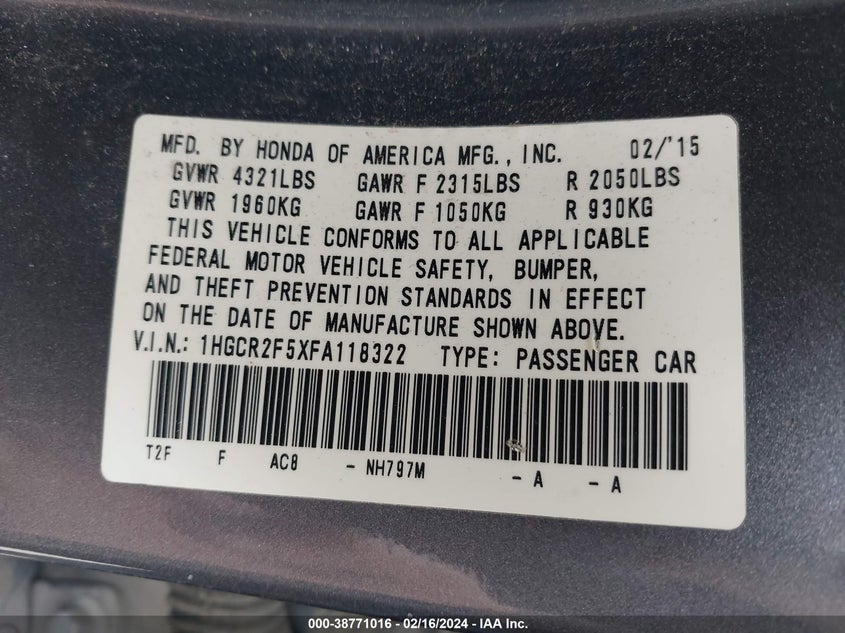 MFD. BY HONDA OF AMERICA MFG., INC. 02/'15
GVWR 4321LBS GAWR F 2315LBS R 2050LBS
GVWR 1960KG GAWR F 1050KG R 930KG
THIS VEHICLE CONFORMS TO ALL APPLICABLE
FEDERAL MOTOR VEHICLE SAFETY, BUMPER,
AND THEFT PREVENTION STANDARDS IN EFFECT
ON THE DATE OF MANUFACTURE SHOWN ABOVE.
V.I.N.: 1HGCR2F5XFA118322 TYPE: PASSENGER CAR
T2F F AC8 - NH797M - A - A
000-38771016 - 02/16/2024 - IAA Inc.